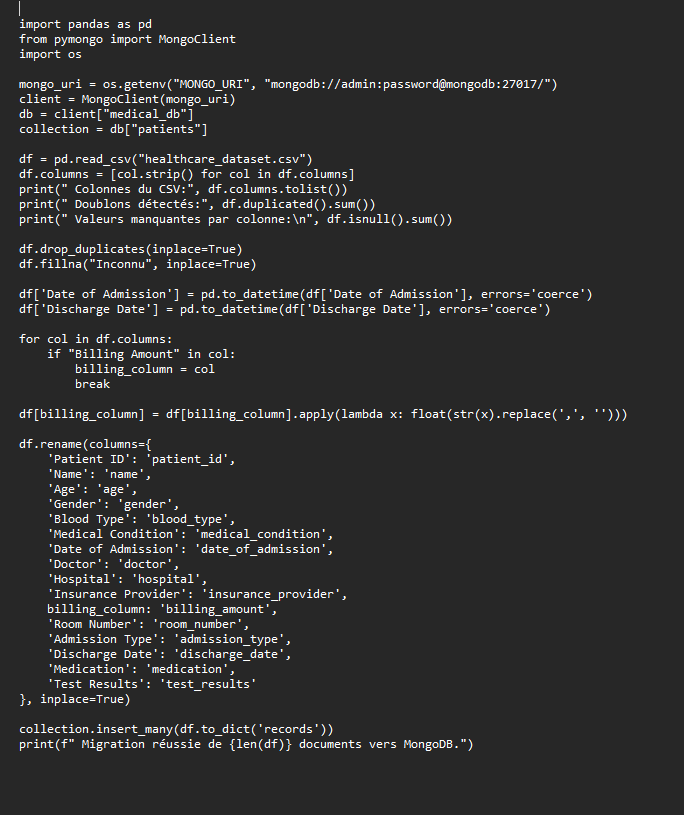 import pandas as pd
from pymongo import MongoClient
import os

mongo_uri = os.getenv("MONGO_URI", "mongodb://admin:password@mongodb:27017/")
client = MongoClient(mongo_uri)
db = client["medical_db"]
collection = db["patients"]

df = pd.read_csv("healthcare_dataset.csv")
df.columns = [col.strip() for col in df.columns]
print(" Colonnes du CSV:", df.columns.tolist())
print(" Doublons détectés:", df.duplicated().sum())
print(" Valeurs manquantes par colonne:\n", df.isnull().sum())

df.drop_duplicates(inplace=True)
df.fillna("Inconnu", inplace=True)

df['Date of Admission'] = pd.to_datetime(df['Date of Admission'], errors='coerce')
df['Discharge Date'] = pd.to_datetime(df['Discharge Date'], errors='coerce')

for col in df.columns:
    if "Billing Amount" in col:
        billing_column = col
        break

df[billing_column] = df[billing_column].apply(lambda x: float(str(x).replace(',', '')))

df.rename(columns={
    'Patient ID': 'patient_id',
    'Name': 'name',
    'Age': 'age',
    'Gender': 'gender',
    'Blood Type': 'blood_type',
    'Medical Condition': 'medical_condition',
    'Date of Admission': 'date_of_admission',
    'Doctor': 'doctor',
    'Hospital': 'hospital',
    'Insurance Provider': 'insurance_provider',
    billing_column: 'billing_amount',
    'Room Number': 'room_number',
    'Admission Type': 'admission_type',
    'Discharge Date': 'discharge_date',
    'Medication': 'medication',
    'Test Results': 'test_results'
}, inplace=True)

collection.insert_many(df.to_dict('records'))
print(f" Migration réussie de {len(df)} documents vers MongoDB.")